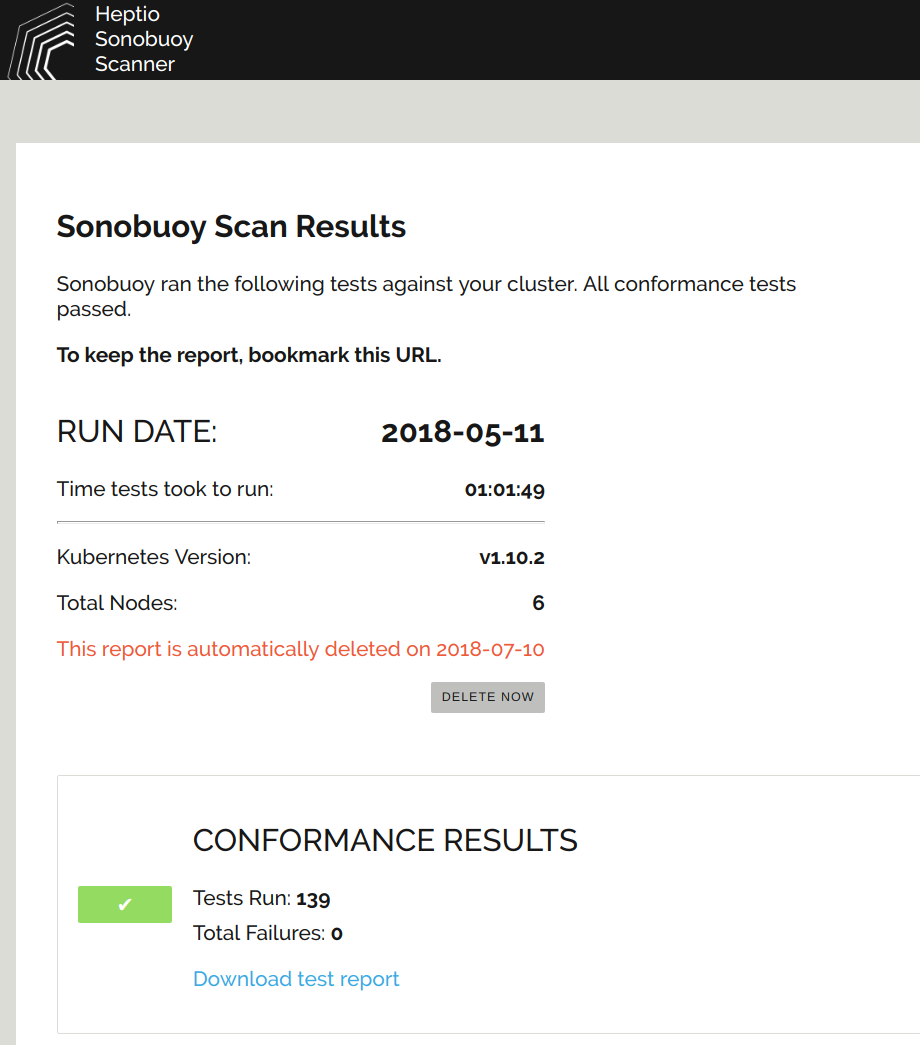 Heptio
Sonobuoy
Scanner
Sonobuoy Scan Results
Sonobuoy ran the following tests against your cluster. All conformance tests
passed.
To keep the report, bookmark this URL.
RUN DATE: 2018-05-11
Time tests took to run: 01:01:49
Kubernetes Version: v1.10.2
Total Nodes: 6
This report is automatically deleted on 2018-07-10
DELETE NOW
CONFORMANCE RESULTS
Tests Run: 139
✔
Total Failures: 0
Download test report